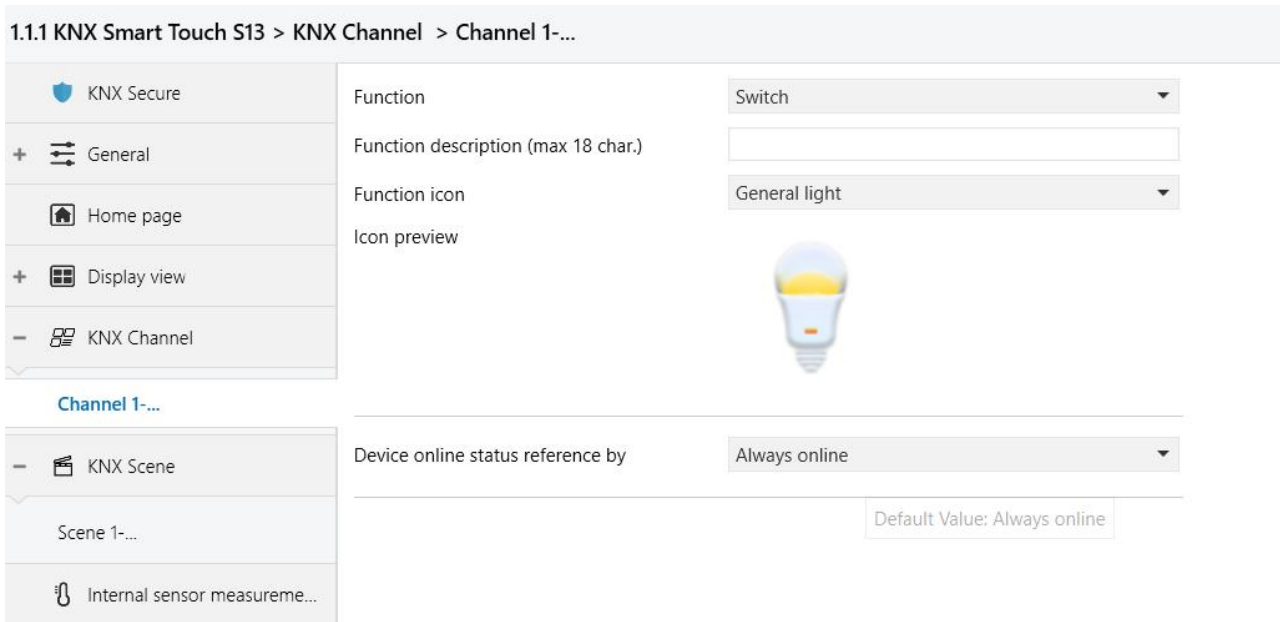 1.1.1 KNX Smart Touch S13 > KNX Channel > Channel 1-...
KNX Secure
+ General
Home page
+ Display view
− KNX Channel
Channel 1-...
− KNX Scene
Scene 1-...
Internal sensor measureme...
Function
Switch
Function description (max 18 char.)
Function icon
General light
Icon preview
Device online status reference by
Always online
Default Value: Always online